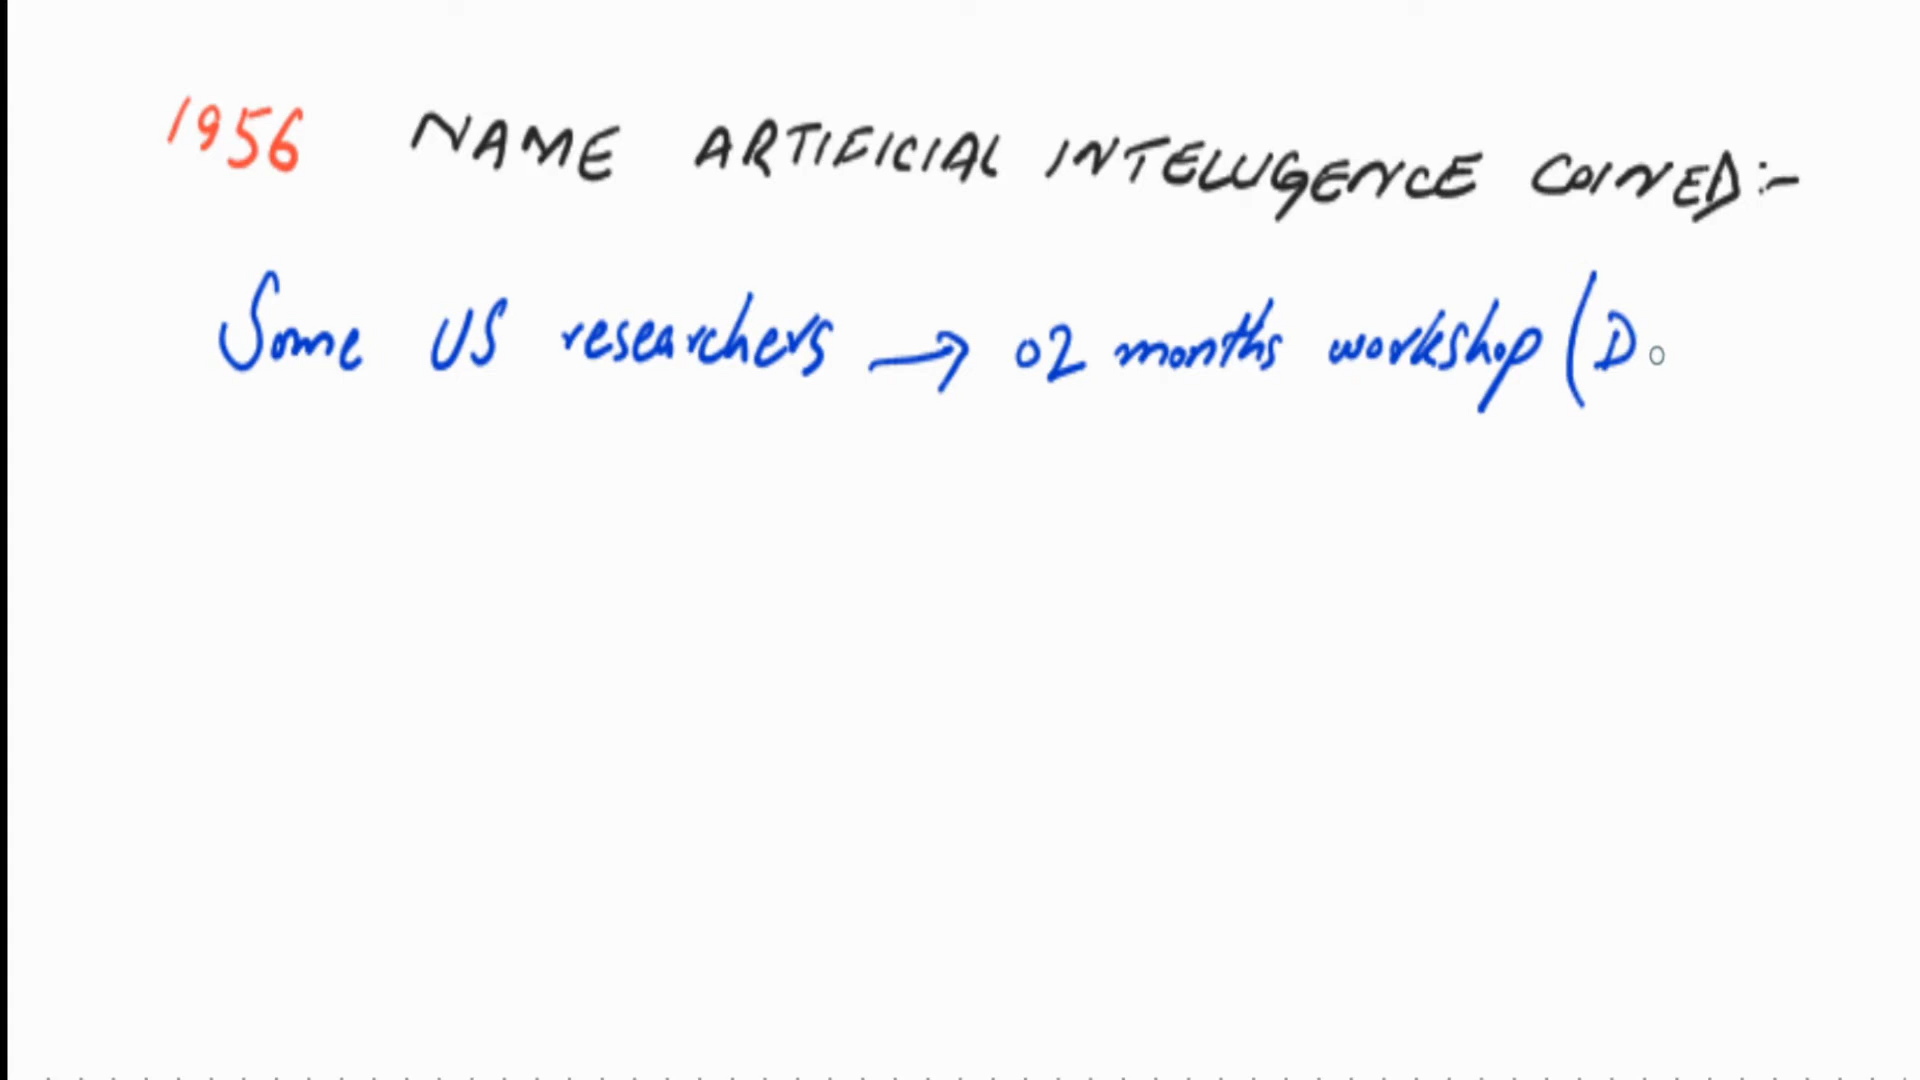 1956 NAME ARTIFICIAL INTELLIGENCE COINED:-
Some US researchers → 02 months workshop (D